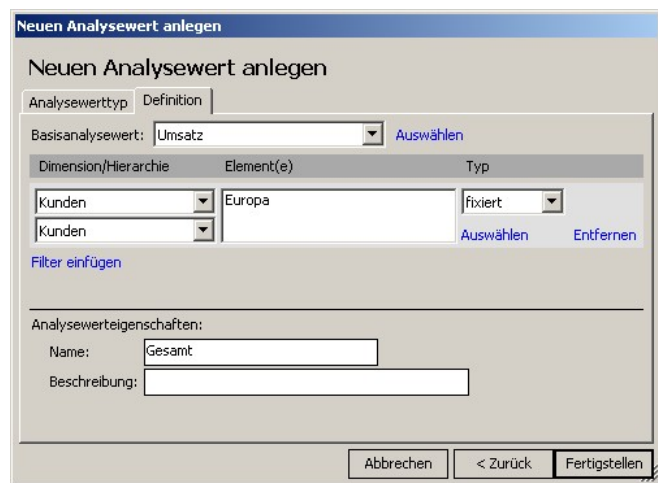 Neuen Analysewert anlegen
Neuen Analysewert anlegen
Analysewerttyp Definition
Basisanalysewert: Umsatz Auswählen
Dimension/Hierarchie Element(e) Typ
Kunden Europa fixiert
Kunden Auswählen Entfernen
Filter einfügen
Analysewerteigenschaften:
Name: Gesamt
Beschreibung:
Abbrechen < Zurück Fertigstellen